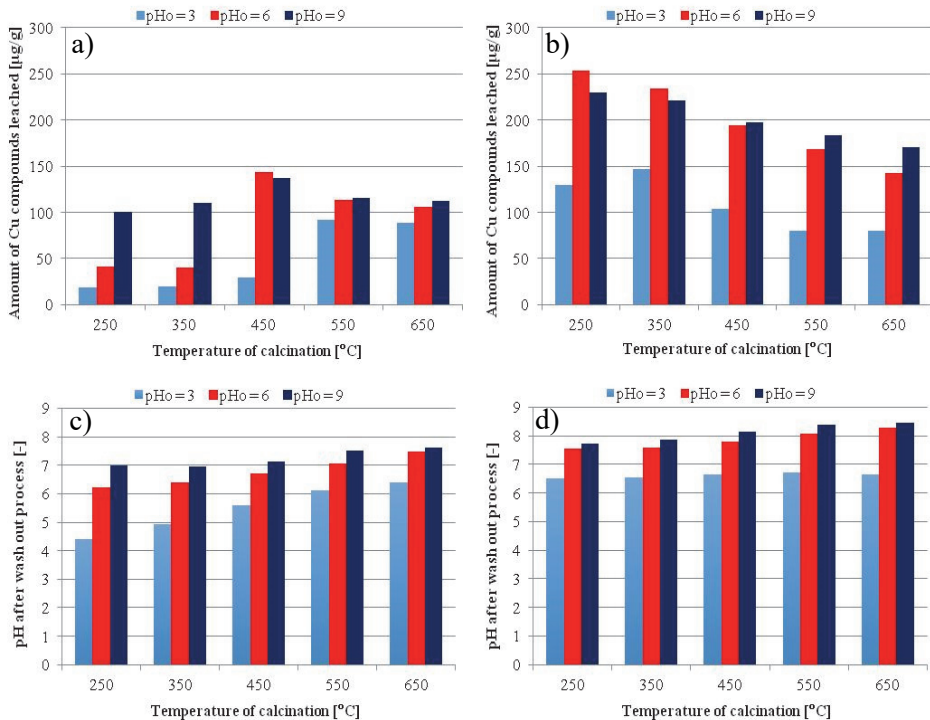 pHo=3 pHo=6 pHo=9
a)
Amount of Cu compounds leached [µg/g]
300
250
200
150
100
50
0
250 350 450 550 650
Temperature of calcination [°C]
pHo=3 pHo=6 pHo=9
b)
Amount of Cu compounds leached [µg/g]
300
250
200
150
100
50
0
250 350 450 550 650
Temperature of calcination [°C]
pHo=3 pHo=6 pHo=9
c)
pH after wash out process [-]
9
8
7
6
5
4
3
2
1
0
250 350 450 550 650
Temperature of calcination [°C]
pHo=3 pHo=6 pHo=9
d)
pH after wash out process [-]
9
8
7
6
5
4
3
2
1
0
250 350 450 550 650
Temperature of calcination [°C]